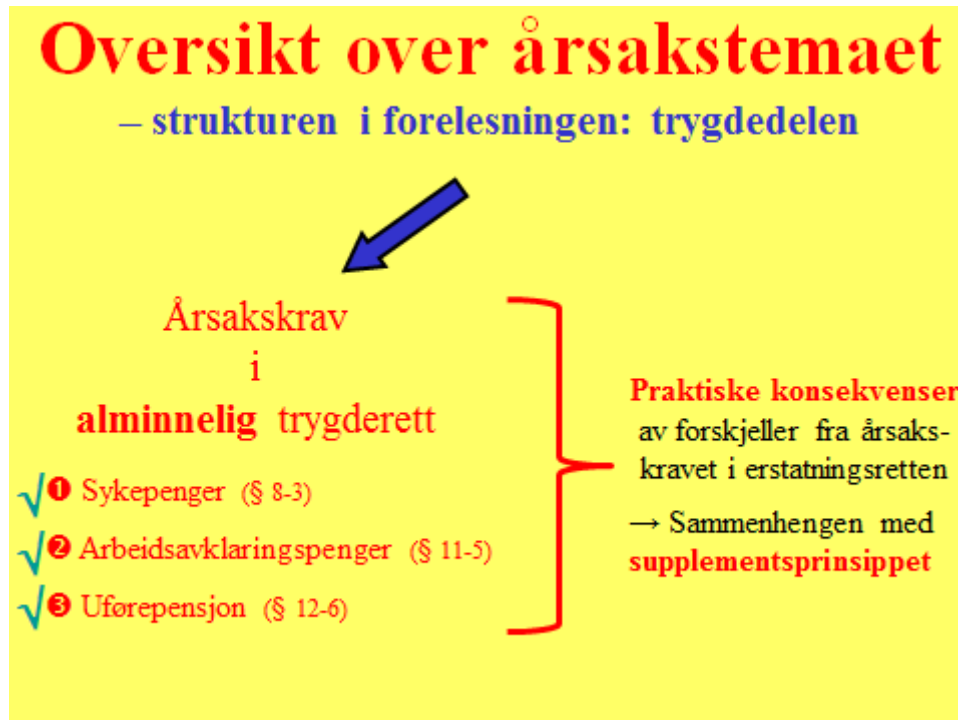 Oversikt over årsakstemaet
– strukturen i forelesningen: trygdedelen
Årsakskrav
i
alminnelig trygderett
√❶ Sykepenger (§ 8-3)
√❷ Arbeidsavklaringspenger (§ 11-5)
√❸ Uførepensjon (§ 12-6)
Praktiske konsekvenser
av forskjeller fra årsaks-
kravet i erstatningsretten
→ Sammenhengen med
supplementsprinsippet